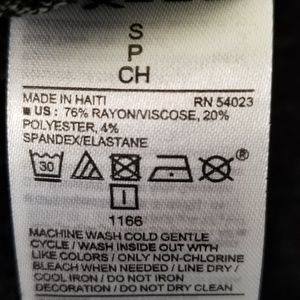 S
P
CH
MADE IN HAITI RN 54023
US: 76% RAYON/VISCOSE, 20%
POLYESTER, 4%
SPANDEX/ELASTANE
30
®
I
1166
MACHINE WASH COLD GENTLE
CYCLE / WASH INSIDE OUT WITH
LIKE COLORS / ONLY NON-CHLORINE
BLEACH WHEN NEEDED / LINE DRY /
COOL IRON / DO NOT IRON
DECORATION / DO NOT DRY CLEAN